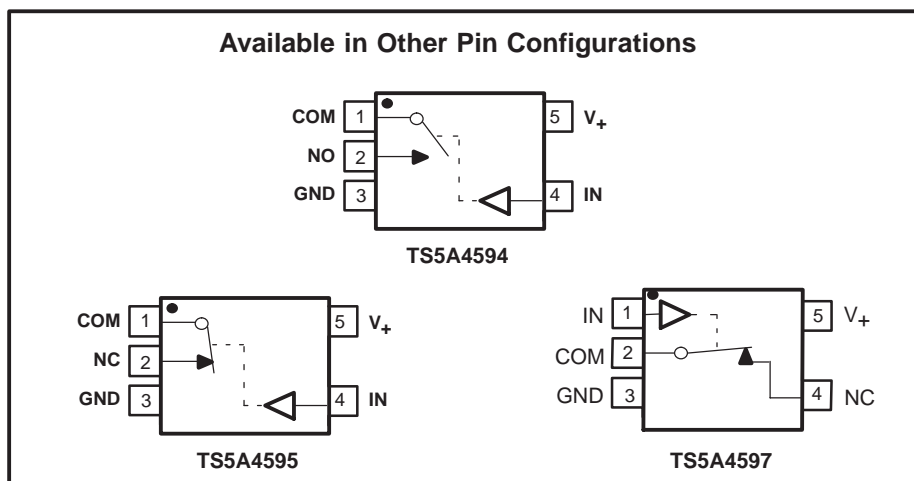 Available in Other Pin Configurations
COM 1 5 V+
NO 2
GND 3 4 IN
TS5A4594
COM 1 5 V+
NC 2
GND 3 4 IN
TS5A4595
IN 1 5 V+
COM 2
GND 3 4 NC
TS5A4597